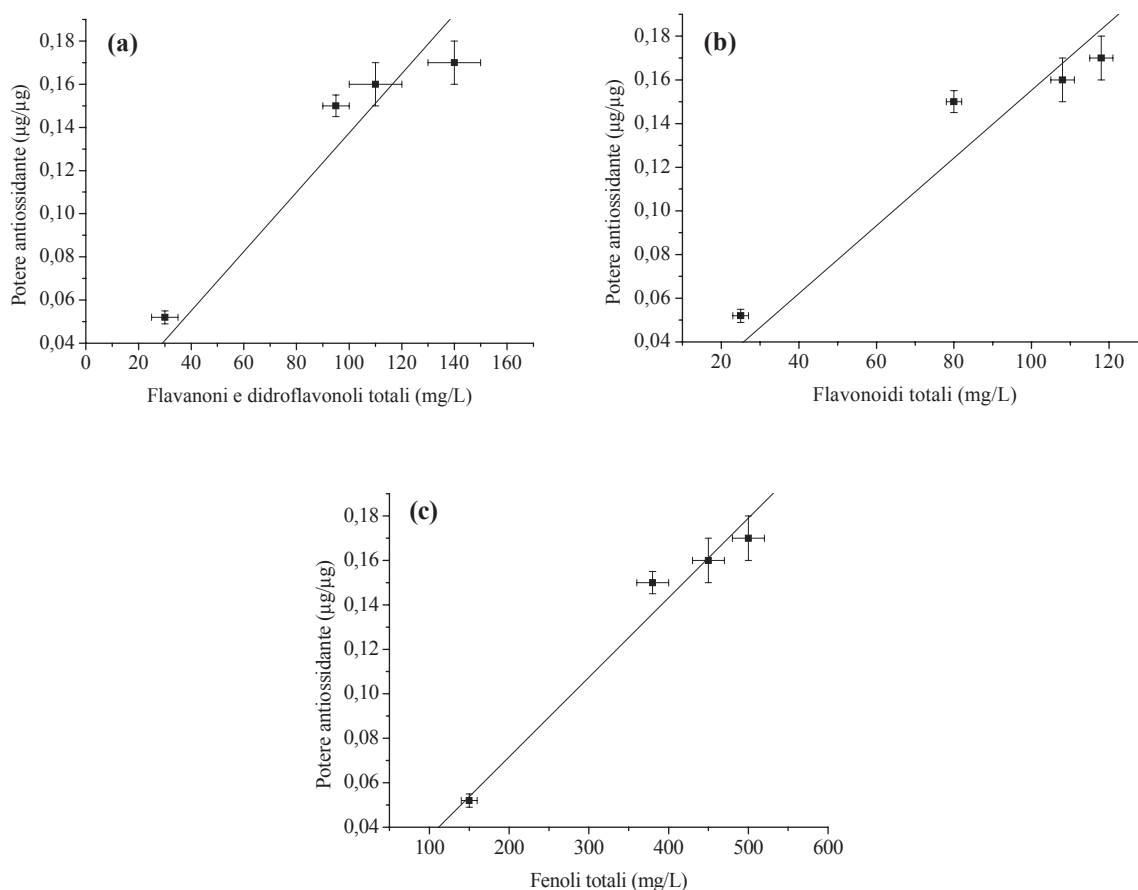 (a)
Potere antiossidante (µg/µg)
0,18
0,16
0,14
0,12
0,10
0,08
0,06
0,04
0 20 40 60 80 100 120 140 160
Flavanoni e didroflavonoli totali (mg/L)
(b)
Potere antiossidante (µg/µg)
0,18
0,16
0,14
0,12
0,10
0,08
0,06
0,04
20 40 60 80 100 120
Flavonoidi totali (mg/L)
(c)
Potere antiossidante (µg/µg)
0,18
0,16
0,14
0,12
0,10
0,08
0,06
0,04
100 200 300 400 500 600
Fenoli totali (mg/L)